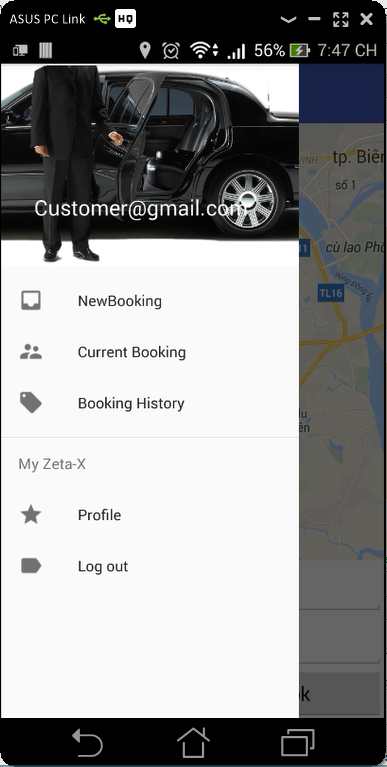 ASUS PC Link HQ
56% 7:47 CH
tp. Biên
số 1
cù lao Phố
TL16
Customer@gmail.com
NewBooking
Current Booking
Booking History
My Zeta-X
Profile
Log out